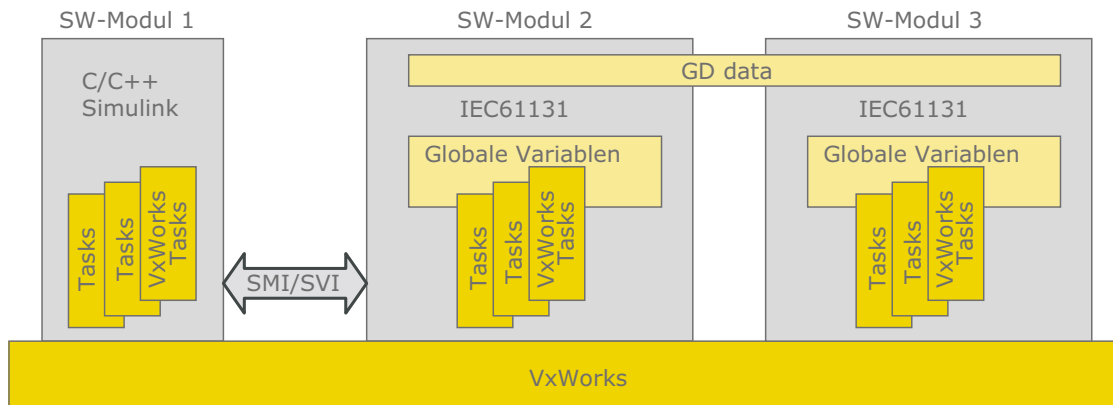 SW-Modul 1
SW-Modul 2
SW-Modul 3
C/C++
Simulink
GD data
IEC61131
IEC61131
Globale Variablen
Globale Variablen
Tasks
Tasks
VxWorks
Tasks
SMI/SVI
Tasks
Tasks
VxWorks
Tasks
Tasks
Tasks
VxWorks
Tasks
VxWorks